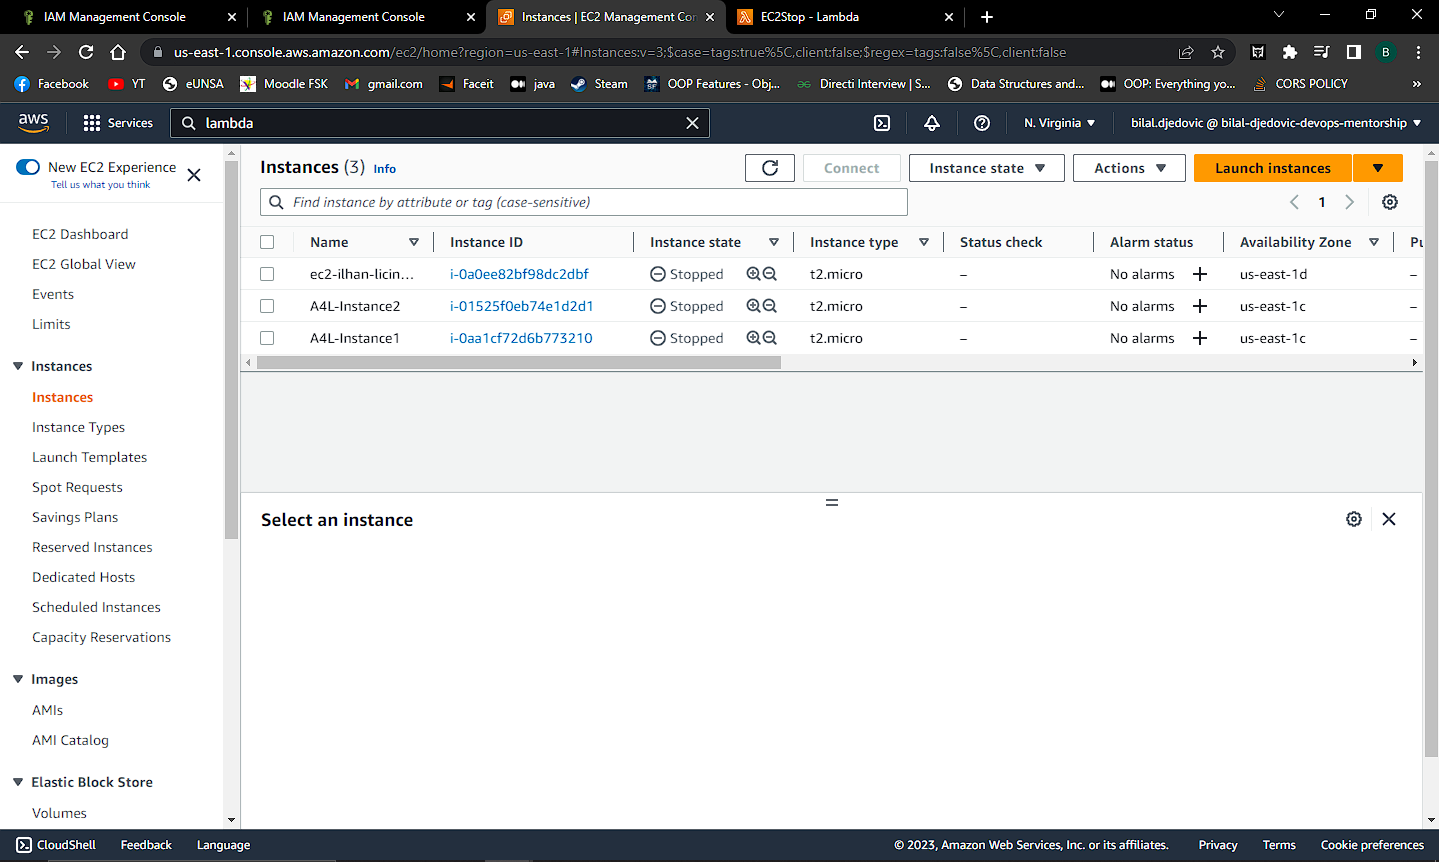 IAM Management Console
IAM Management Console
Instances | EC2 Management Con
EC2Stop - Lambda
us-east-1.console.aws.amazon.com/ec2/home?region=us-east-1#Instances:v=3;$case=tags:true%5C,client:false;$regex=tags:false%5C,client:false
B
Facebook YT eUNSA Moodle FSK gmail.com Faceit java Steam OOP Features - Obj... Directi Interview | S... Data Structures and... OOP: Everything yo... CORS POLICY »
aws Services lambda N. Virginia bilal.djedovic @ bilal-djedovic-devops-mentorship
New EC2 Experience
Tell us what you think
EC2 Dashboard
EC2 Global View
Events
Limits
Instances
Instances
Instance Types
Launch Templates
Spot Requests
Savings Plans
Reserved Instances
Dedicated Hosts
Scheduled Instances
Capacity Reservations
Images
AMIs
AMI Catalog
Elastic Block Store
Volumes
Instances (3) Info
Connect Instance state Actions Launch instances
Find instance by attribute or tag (case-sensitive)
1
Name Instance ID Instance state Instance type Status check Alarm status Availability Zone Pu
ec2-ilhan-licin... i-0a0ee82bf98dc2dbf Stopped t2.micro – No alarms + us-east-1d –
A4L-Instance2 i-01525f0eb74e1d2d1 Stopped t2.micro – No alarms + us-east-1c –
A4L-Instance1 i-0aa1cf72d6b773210 Stopped t2.micro – No alarms + us-east-1c –
Select an instance
CloudShell Feedback Language © 2023, Amazon Web Services, Inc. or its affiliates. Privacy Terms Cookie preferences